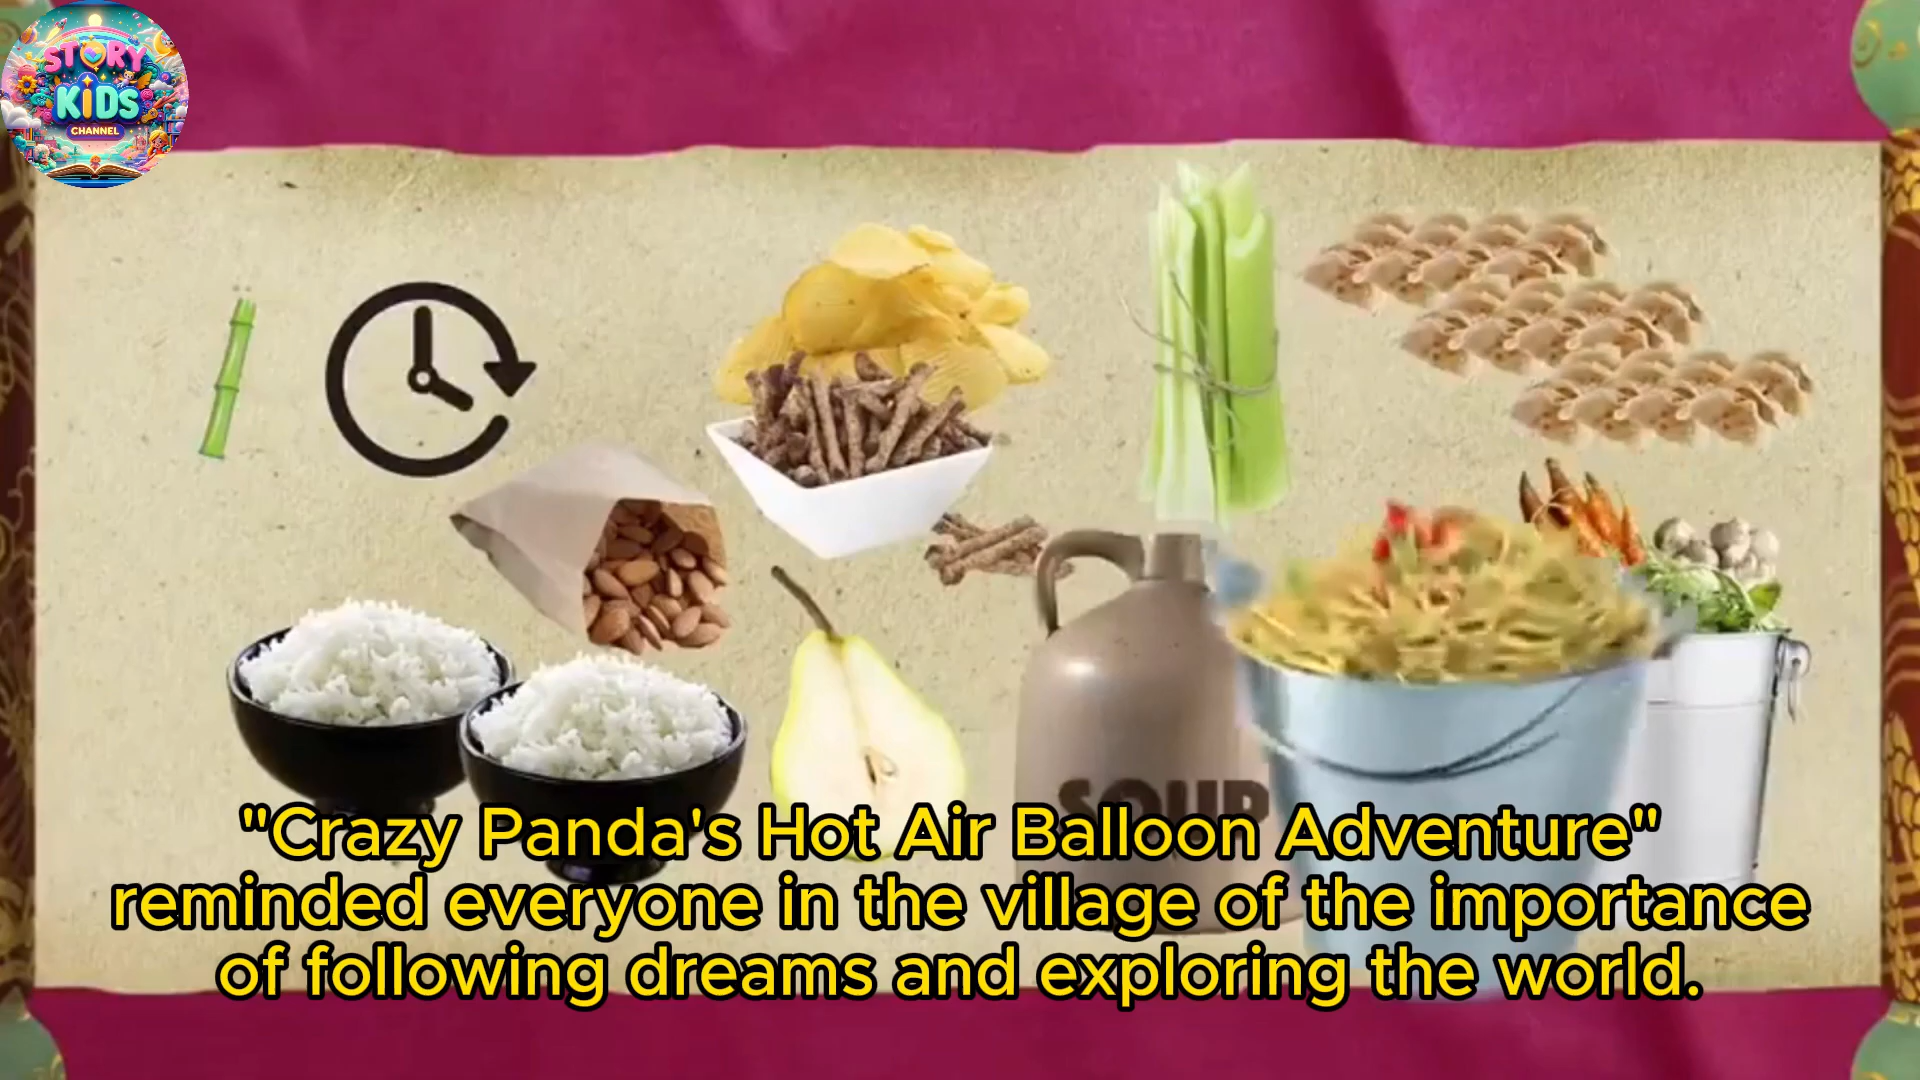 STORY
KIDS
CHANNEL
SOUP
"Crazy Panda's Hot Air Balloon Adventure"
reminded everyone in the village of the importance
of following dreams and exploring the world.